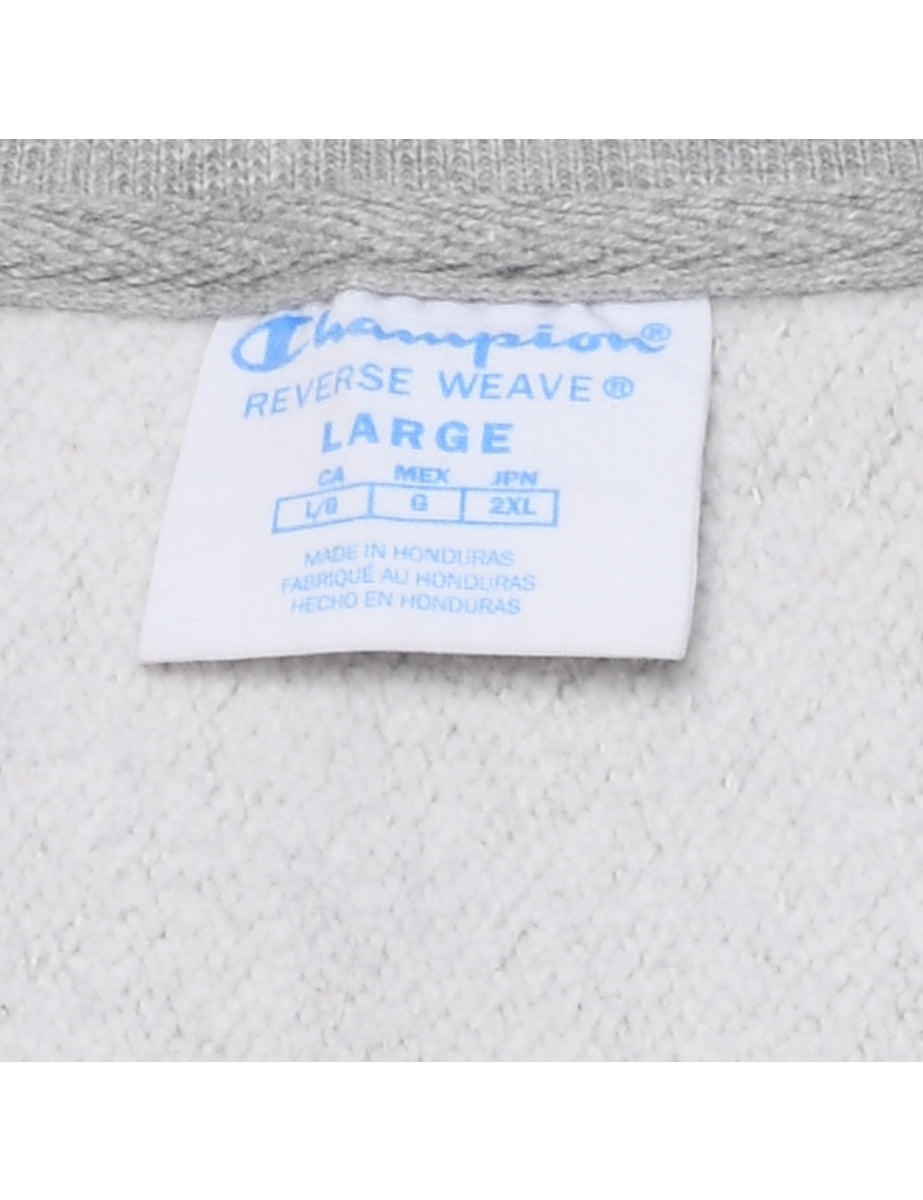 Champion®
REVERSE WEAVE®
LARGE
CA MEX JPN
L/G G 2XL
MADE IN HONDURAS
FABRIQUÉ AU HONDURAS
HECHO EN HONDURAS